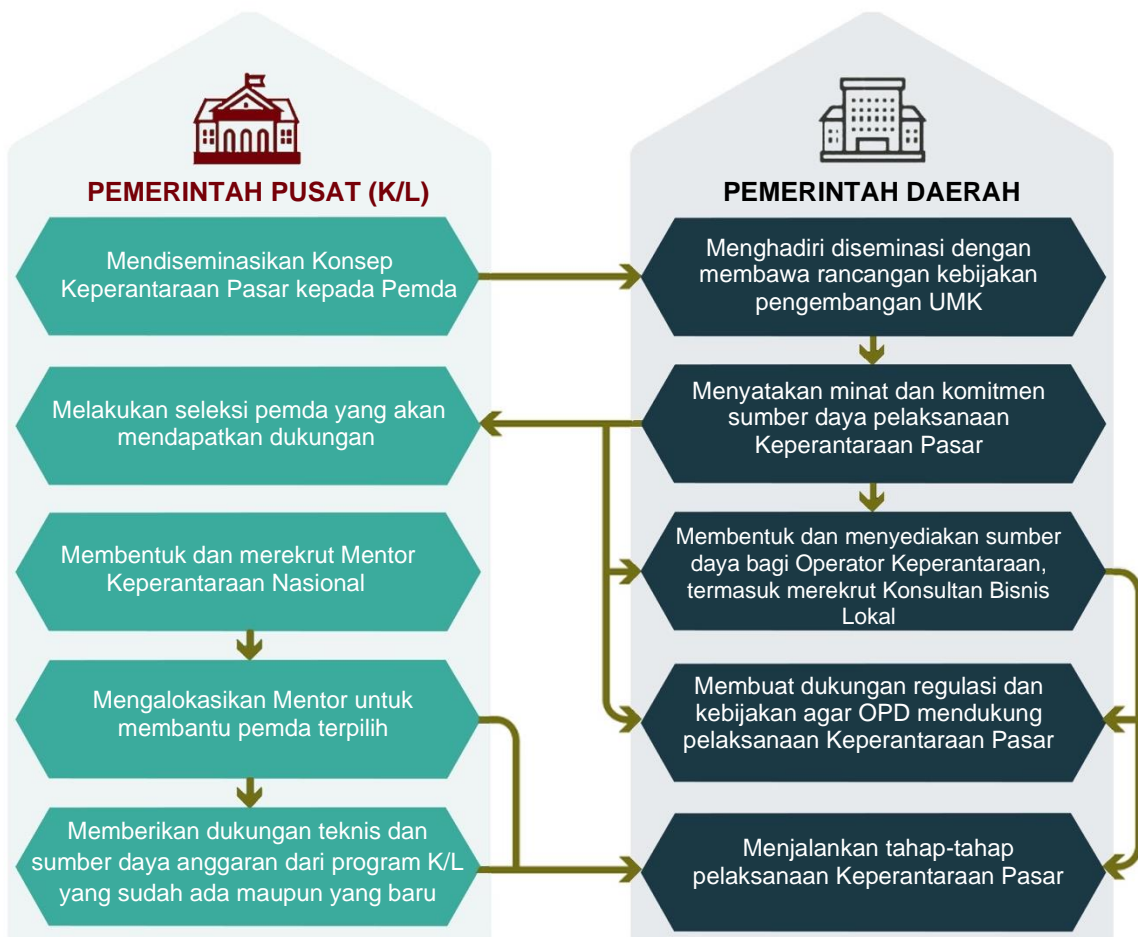 PEMERINTAH PUSAT (K/L)
Mendiseminasikan Konsep
Keperantaraan Pasar kepada Pemda
Melakukan seleksi pemda yang akan
mendapatkan dukungan
Membentuk dan merekrut Mentor
Keperantaraan Nasional
Mengalokasikan Mentor untuk
membantu pemda terpilih
Memberikan dukungan teknis dan
sumber daya anggaran dari program K/L
yang sudah ada maupun yang baru
PEMERINTAH DAERAH
Menghadiri diseminasi dengan
membawa rancangan kebijakan
pengembangan UMK
Menyatakan minat dan komitmen
sumber daya pelaksanaan
Keperantaraan Pasar
Membentuk dan menyediakan sumber
daya bagi Operator Keperantaraan,
termasuk merekrut Konsultan Bisnis
Lokal
Membuat dukungan regulasi dan
kebijakan agar OPD mendukung
pelaksanaan Keperantaraan Pasar
Menjalankan tahap-tahap
pelaksanaan Keperantaraan Pasar